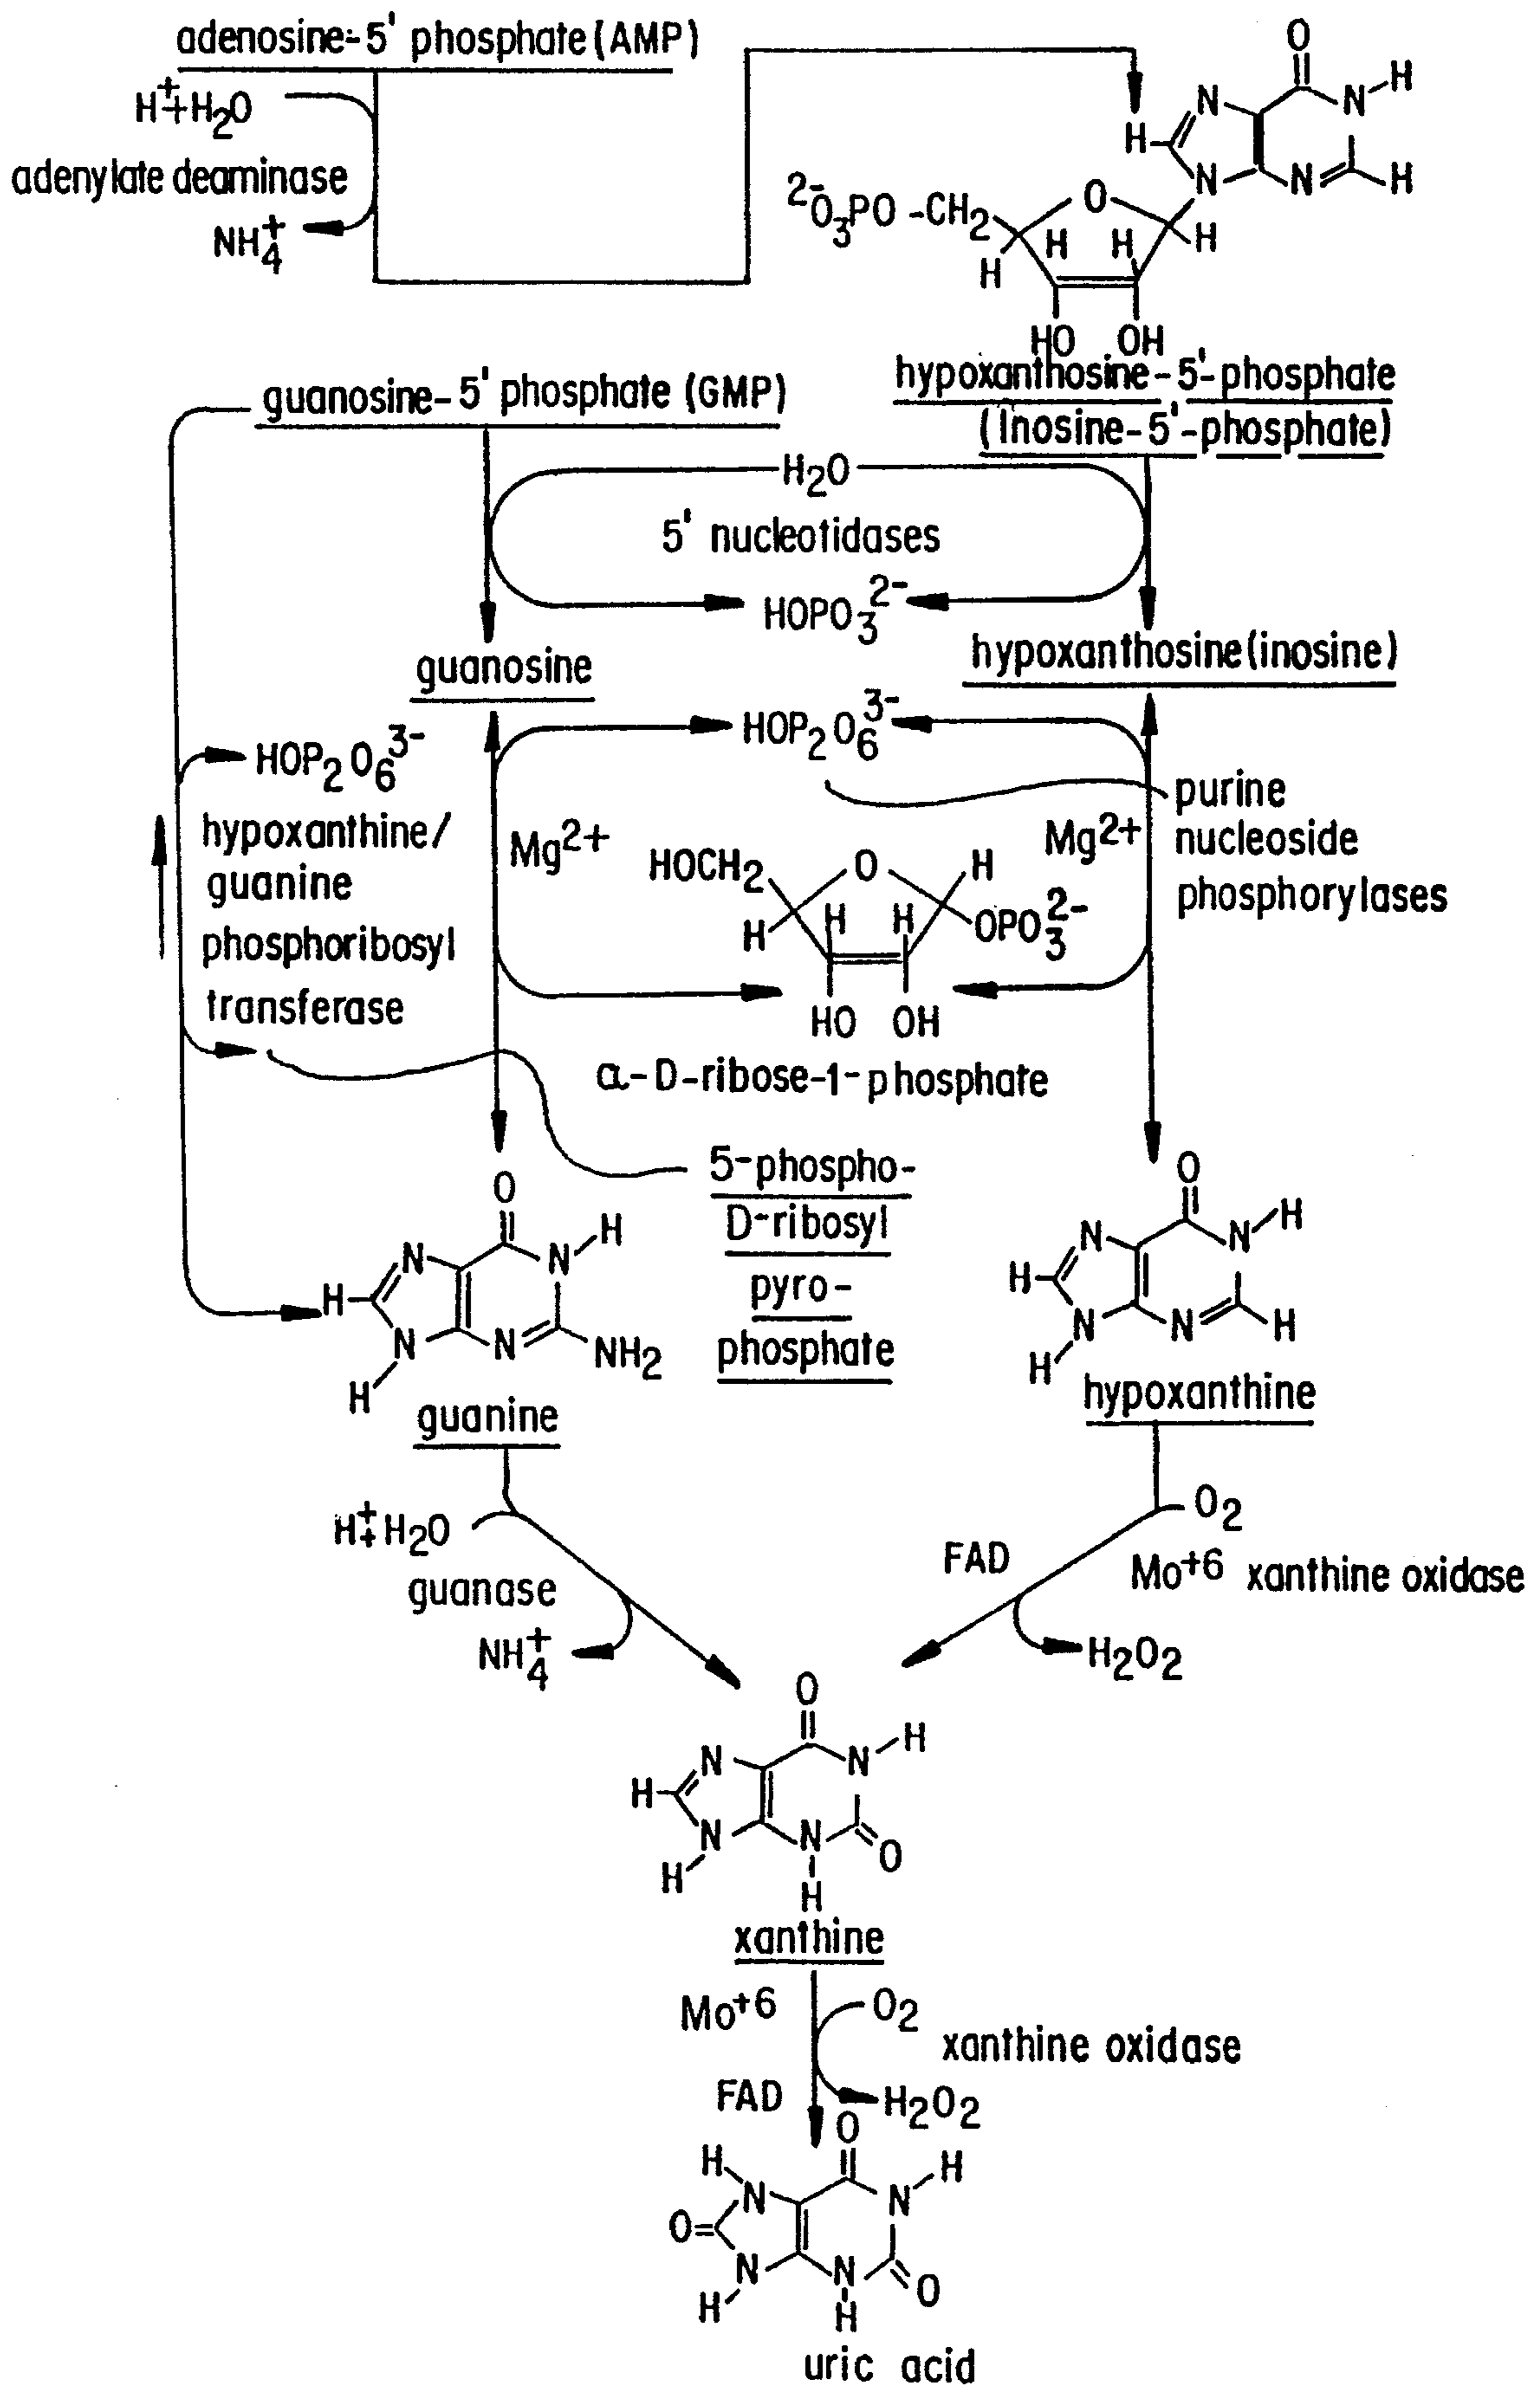 adenosine-5' phosphate (AMP)
H⁺+H₂O
adenylate deaminase
NH₄⁺
O
N
N
H
H
N
N
H
²⁻O₃PO-CH₂
O
H
H
H
H
HO OH
hypoxanthosine-5'-phosphate
(Inosine-5'-phosphate)
guanosine-5' phosphate (GMP)
H₂O
5' nucleotidases
HOPO₃²⁻
guanosine
hypoxanthosine(inosine)
HOP₂O₆³⁻
HOP₂O₆³⁻
hypoxanthine/
guanine
phosphoribosyl
transferase
Mg²⁺
Mg²⁺
purine
nucleoside
phosphorylases
HOCH₂
O
H
H
H
H
OPO₃²⁻
HO OH
α-D-ribose-1-phosphate
5-phospho-
D-ribosyl
pyro-
phosphate
O
N
N
H
H
N
N
NH₂
H
guanine
O
N
N
H
H
N
N
H
H
hypoxanthine
H⁺+H₂O
guanase
NH₄⁺
O₂
FAD
Mo⁺⁶ xanthine oxidase
H₂O₂
O
N
N
H
H
N
N
O
H
H
xanthine
Mo⁺⁶
O₂
xanthine oxidase
FAD
H₂O₂
O
H
N
N
H
O
N
N
O
H
H
uric acid